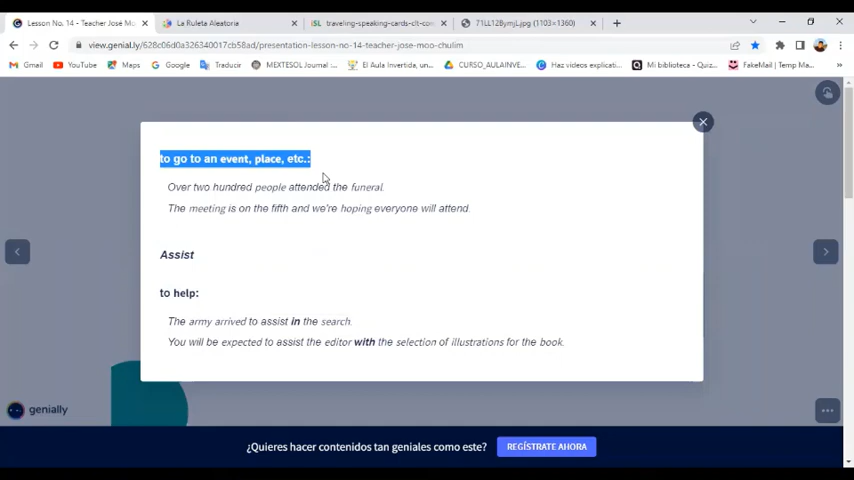 Lesson No. 14 - Teacher José Mo
La Ruleta Aleatoria
traveling-speaking-cards-clt-co
71LL128ymjL.jpg (1103×1360)
view.genial.ly/628c06d0a326340017cb58ad/presentation-lesson-no-14-teacher-jose-moo-chulim
Gmail YouTube Maps Google Traducir MEXTESOL Journal :... El Aula Invertida, un... CURSO_AULAINVE... Haz videos explicati... Mi biblioteca - Quiz... FakeMail | Temp Ma...
to go to an event, place, etc.:
Over two hundred people attended the funeral.
The meeting is on the fifth and we're hoping everyone will attend.
Assist
to help:
The army arrived to assist in the search.
You will be expected to assist the editor with the selection of illustrations for the book.
genially
¿Quieres hacer contenidos tan geniales como este? REGÍSTRATE AHORA